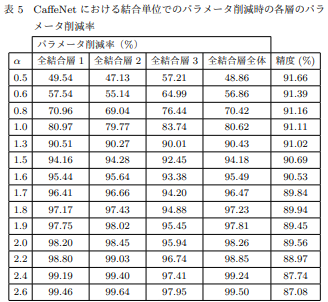 表 5 CaffeNet における結合単位でのパラメータ削減時の各層のパラ
メータ削減率
パラメータ削減率（%）
α 全結合層 1 全結合層 2 全結合層 3 全結合層全体 精度 (%)
0.5 49.54 47.13 57.21 48.86 91.66
0.6 57.54 55.14 64.99 56.86 91.39
0.8 70.96 69.04 76.44 70.42 91.16
1.0 80.97 79.77 83.74 80.62 91.11
1.3 90.51 90.27 90.01 90.43 91.02
1.5 94.16 94.28 92.45 94.18 90.69
1.6 95.44 95.64 93.38 95.49 90.53
1.7 96.41 96.66 94.20 96.47 89.84
1.8 97.17 97.43 94.88 97.23 89.94
1.9 97.75 98.02 95.45 97.81 89.45
2.0 98.20 98.45 95.94 98.26 89.56
2.2 98.80 99.03 96.74 98.85 88.97
2.4 99.19 99.40 97.41 99.24 87.74
2.6 99.46 99.64 97.95 99.50 87.08